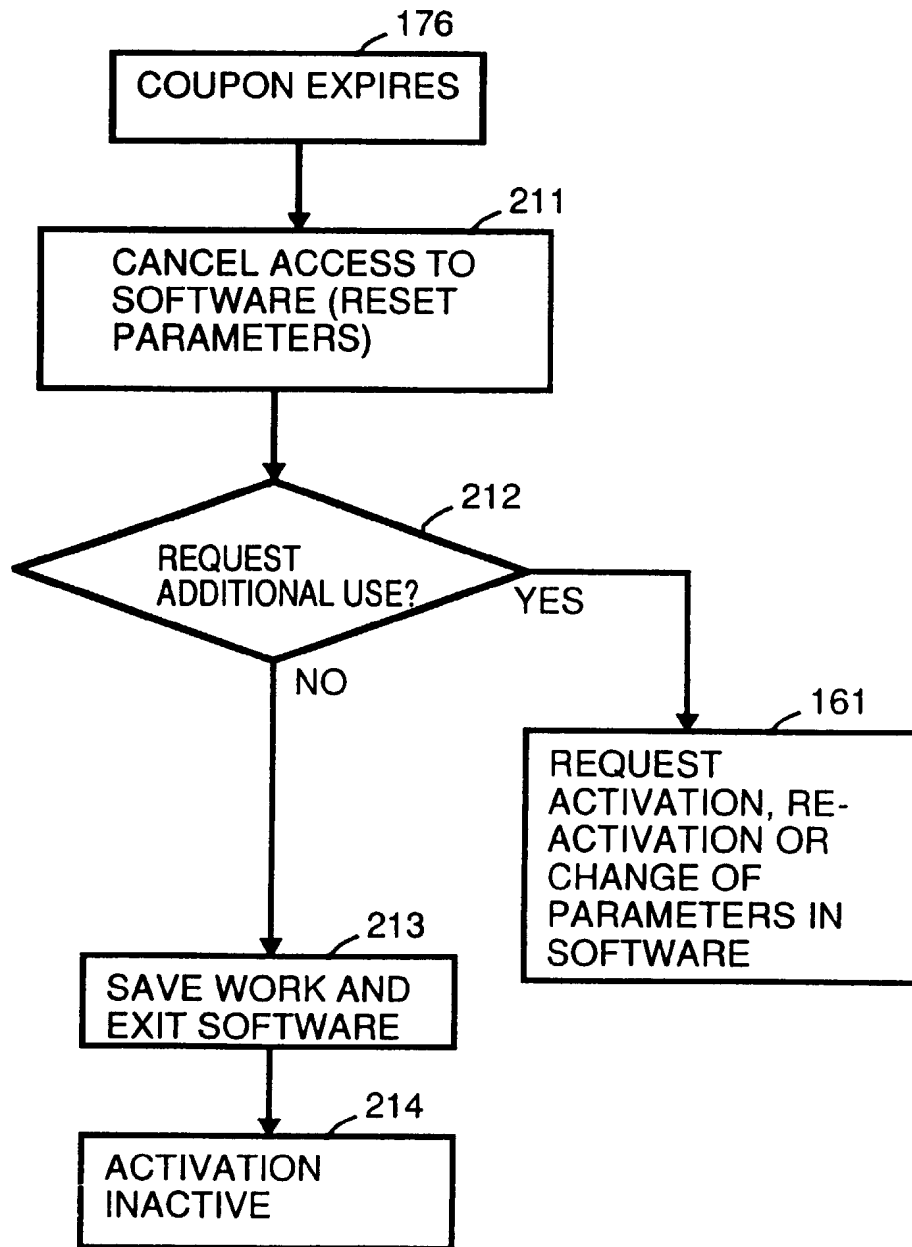 176
COUPON EXPIRES
211
CANCEL ACCESS TO
SOFTWARE (RESET
PARAMETERS)
212
REQUEST
ADDITIONAL USE?
YES
NO
161
REQUEST
ACTIVATION, RE-
ACTIVATION OR
CHANGE OF
PARAMETERS IN
SOFTWARE
213
SAVE WORK AND
EXIT SOFTWARE
214
ACTIVATION
INACTIVE